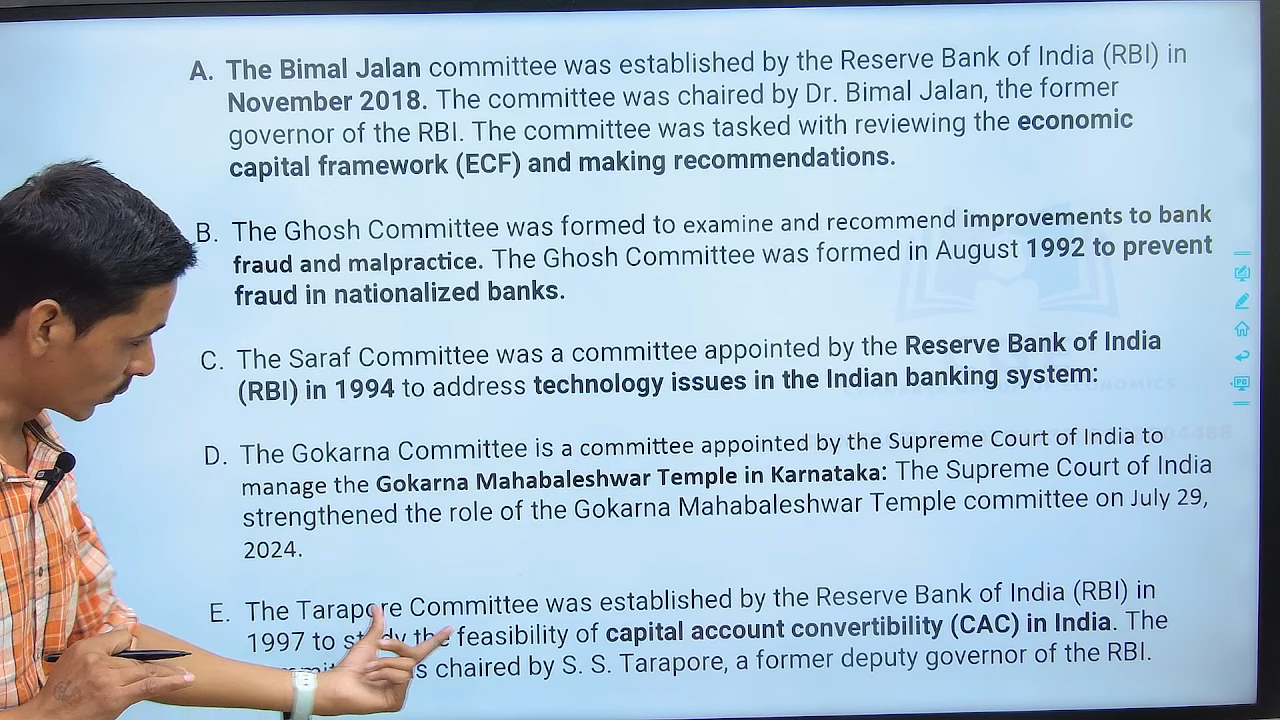 A. The Bimal Jalan committee was established by the Reserve Bank of India (RBI) in
November 2018. The committee was chaired by Dr. Bimal Jalan, the former
governor of the RBI. The committee was tasked with reviewing the economic
capital framework (ECF) and making recommendations.
B. The Ghosh Committee was formed to examine and recommend improvements to bank
fraud and malpractice. The Ghosh Committee was formed in August 1992 to prevent
fraud in nationalized banks.
C. The Saraf Committee was a committee appointed by the Reserve Bank of India
(RBI) in 1994 to address technology issues in the Indian banking system:
D. The Gokarna Committee is a committee appointed by the Supreme Court of India to
manage the Gokarna Mahabaleshwar Temple in Karnataka: The Supreme Court of India
strengthened the role of the Gokarna Mahabaleshwar Temple committee on July 29,
2024.
E. The Tarapore Committee was established by the Reserve Bank of India (RBI) in
1997 to study the feasibility of capital account convertibility (CAC) in India. The
chaired by S. S. Tarapore, a former deputy governor of the RBI.